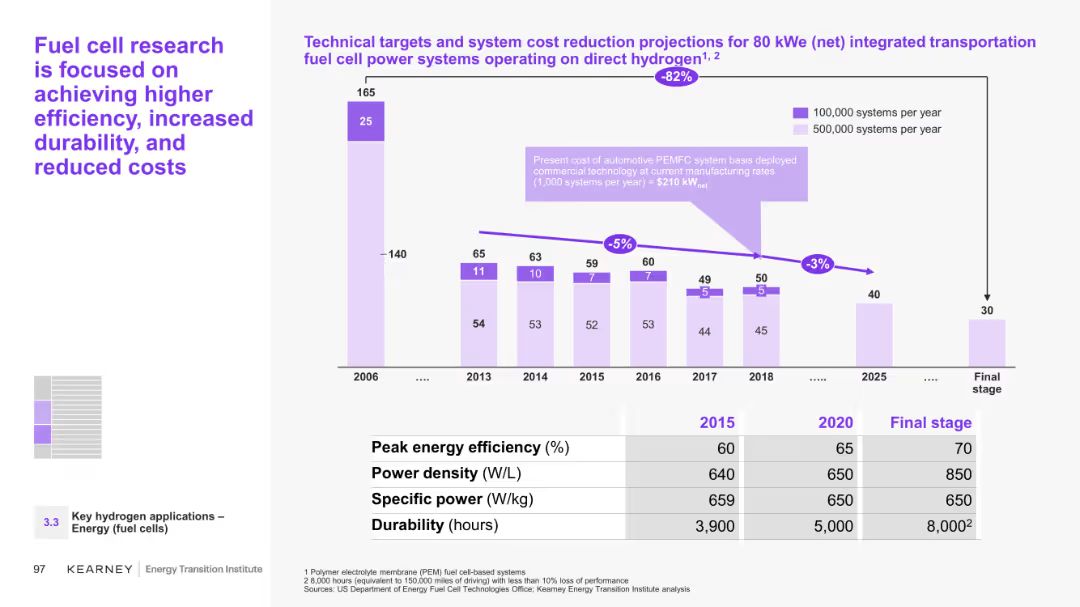 Fuel cell research
is focused on
achieving higher
efficiency, increased
durability, and
reduced costs
Technical targets and system cost reduction projections for 80 kWe (net) integrated transportation
fuel cell power systems operating on direct hydrogen1, 2
-82%
165
25
140
100,000 systems per year
500,000 systems per year
Present cost of automotive PEMFC system basis deployed
commercial technology at current manufacturing rates
(1,000 systems per year) = $210 kWnet
-5%
-3%
65
63
59
60
49
50
40
30
11
10
7
7
5
5
54
53
52
53
44
45
2006
....
2013
2014
2015
2016
2017
2018
.....
2025
....
Final
stage
2015 2020 Final stage
Peak energy efficiency (%) 60 65 70
Power density (W/L) 640 650 850
Specific power (W/kg) 659 650 650
Durability (hours) 3,900 5,000 8,0002
3.3
Key hydrogen applications –
Energy (fuel cells)
97 KEARNEY Energy Transition Institute
1 Polymer electrolyte membrane (PEM) fuel cell-based systems
2 8,000 hours (equivalent to 150,000 miles of driving) with less than 10% loss of performance
Sources: US Department of Energy Fuel Cell Technologies Office; Kearney Energy Transition Institute analysis